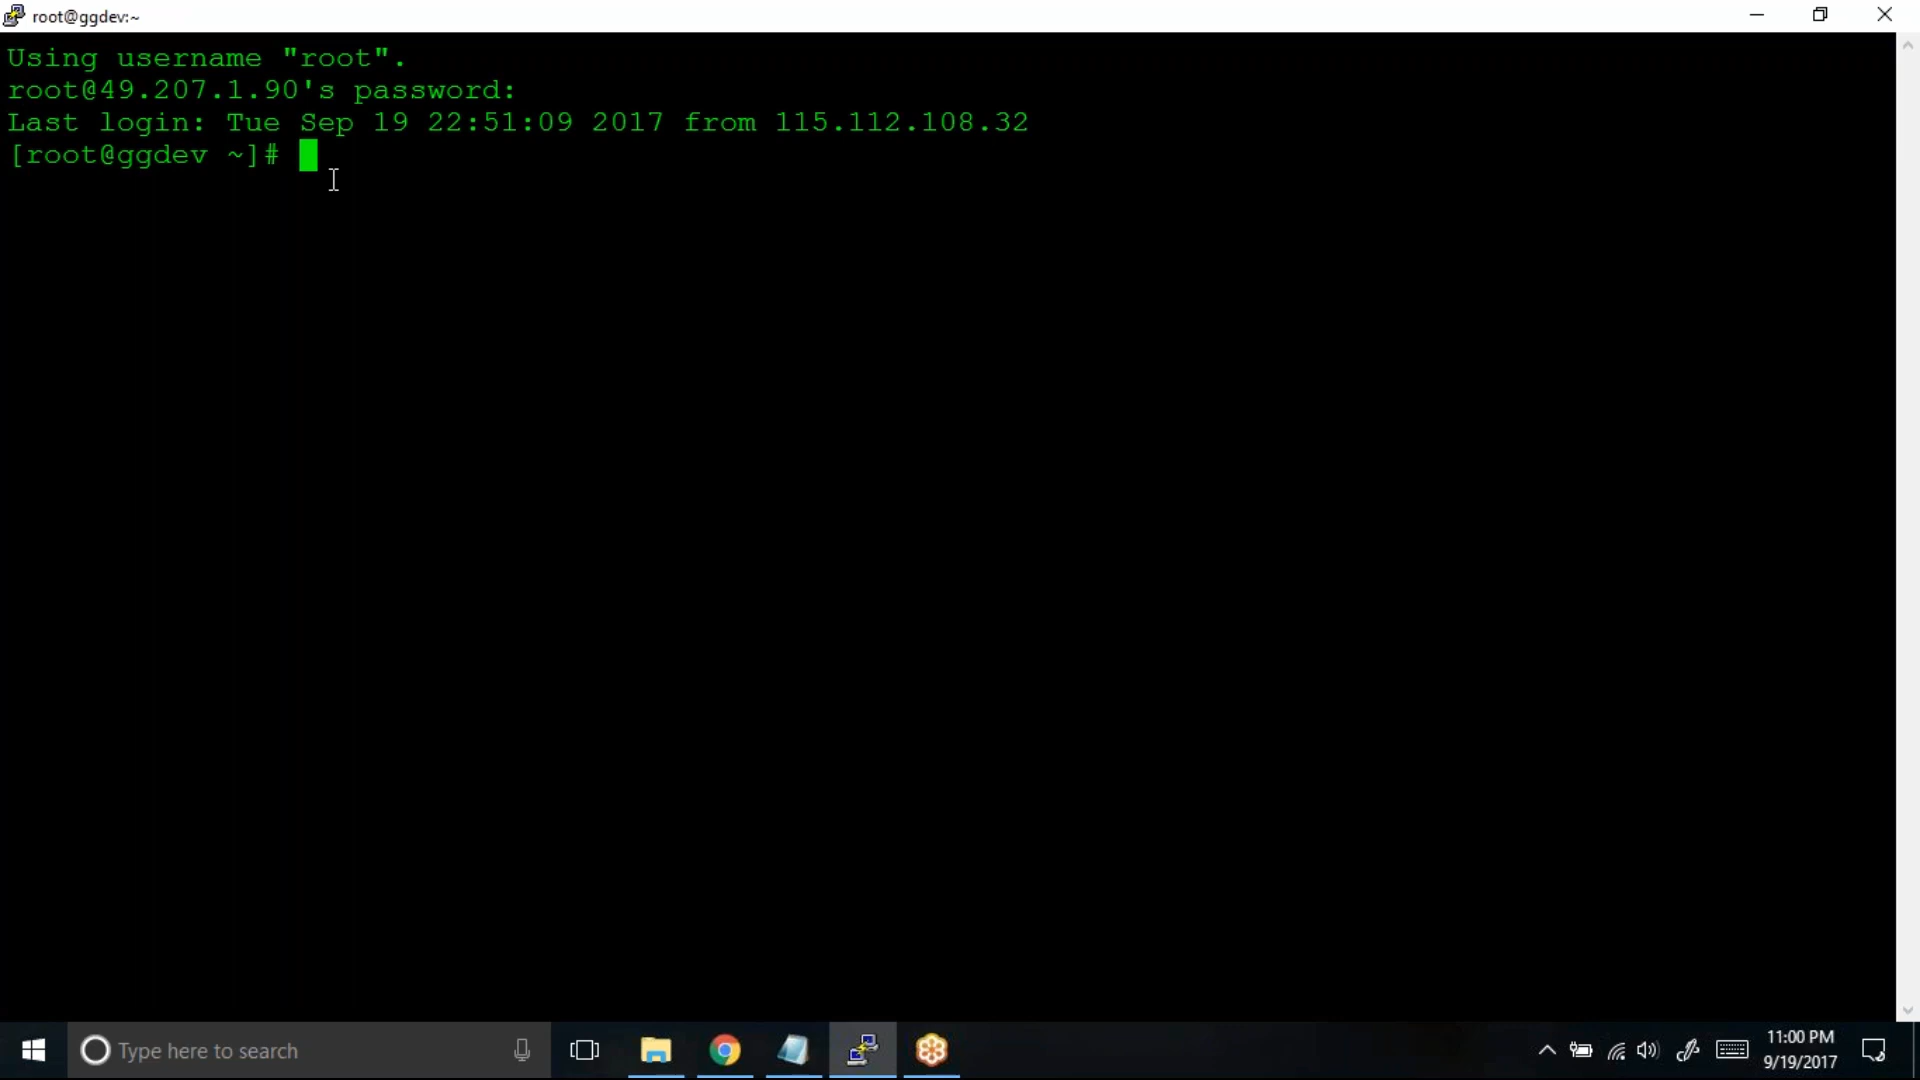 root@ggdev:~
Using username "root".
root@49.207.1.90's password:
Last login: Tue Sep 19 22:51:09 2017 from 115.112.108.32
[root@ggdev ~]#
Type here to search
11:00 PM
9/19/2017